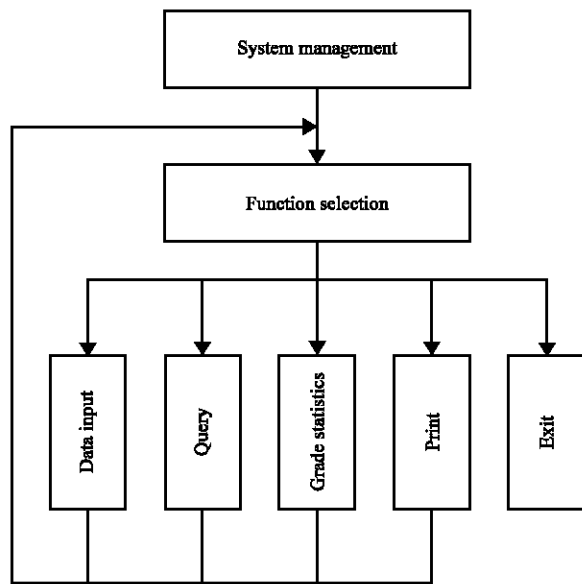 System management
Function selection
Data input
Query
Grade statistics
Print
Exit